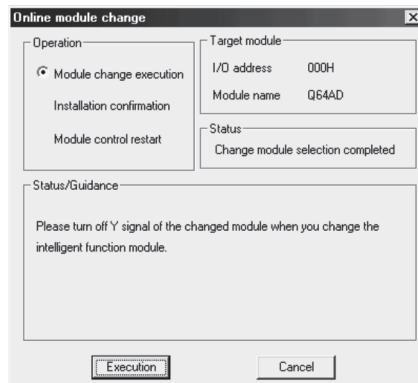 Online module change
Operation
Module change execution
Installation confirmation
Module control restart
Target module
I/O address 000H
Module name Q64AD
Status
Change module selection completed
Status/Guidance
Please turn off Y signal of the changed module when you change the
intelligent function module.
Execution
Cancel